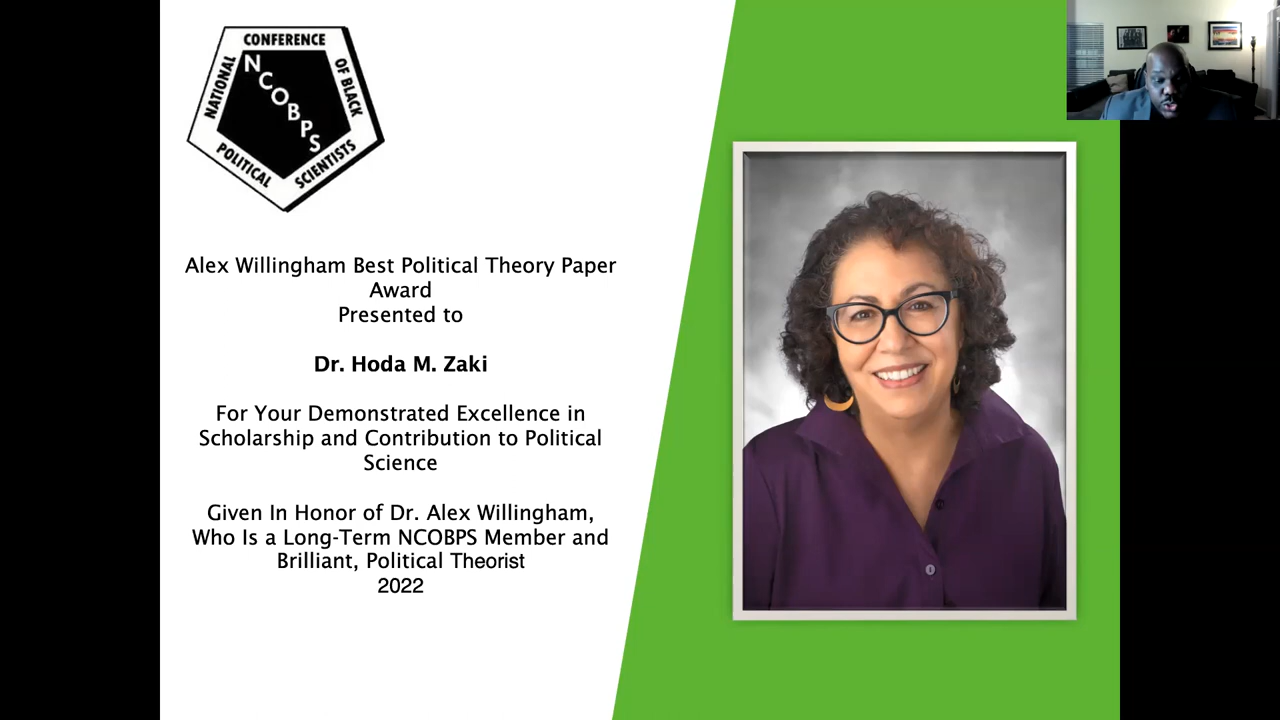 CONFERENCE
NATIONAL
OF BLACK
NCOBPS
POLITICAL
SCIENTISTS
Alex Willingham Best Political Theory Paper
Award
Presented to
Dr. Hoda M. Zaki
For Your Demonstrated Excellence in
Scholarship and Contribution to Political
Science
Given In Honor of Dr. Alex Willingham,
Who Is a Long-Term NCOBPS Member and
Brilliant, Political Theorist
2022